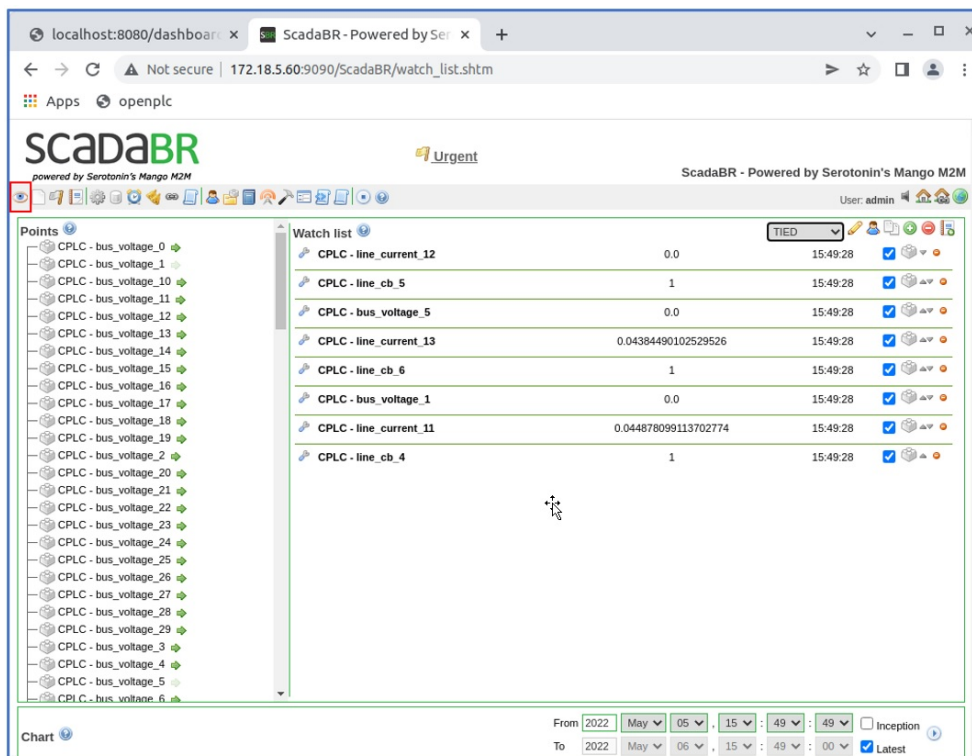 localhost:8080/dashboar
ScadaBR - Powered by Ser
Not secure | 172.18.5.60:9090/ScadaBR/watch_list.shtm
Apps openplc
SCADABR
powered by Serotonin's Mango M2M
Urgent
ScadaBR - Powered by Serotonin's Mango M2M
User: admin
Points
CPLC - bus_voltage_0
CPLC - bus_voltage_1
CPLC - bus_voltage_10
CPLC - bus_voltage_11
CPLC - bus_voltage_12
CPLC - bus_voltage_13
CPLC - bus_voltage_14
CPLC - bus_voltage_15
CPLC - bus_voltage_16
CPLC - bus_voltage_17
CPLC - bus_voltage_18
CPLC - bus_voltage_19
CPLC - bus_voltage_2
CPLC - bus_voltage_20
CPLC - bus_voltage_21
CPLC - bus_voltage_22
CPLC - bus_voltage_23
CPLC - bus_voltage_24
CPLC - bus_voltage_25
CPLC - bus_voltage_26
CPLC - bus_voltage_27
CPLC - bus_voltage_28
CPLC - bus_voltage_29
CPLC - bus_voltage_3
CPLC - bus_voltage_4
CPLC - bus_voltage_5
CPLC - bus_voltage_6
Watch list TIED
CPLC - line_current_12 0.0 15:49:28
CPLC - line_cb_5 1 15:49:28
CPLC - bus_voltage_5 0.0 15:49:28
CPLC - line_current_13 0.04384490102529526 15:49:28
CPLC - line_cb_6 1 15:49:28
CPLC - bus_voltage_1 0.0 15:49:28
CPLC - line_current_11 0.044878099113702774 15:49:28
CPLC - line_cb_4 1 15:49:28
Chart
From 2022 May 05 , 15 : 49 : 49 Inception
To 2022 May 06 , 15 : 49 : 00 Latest